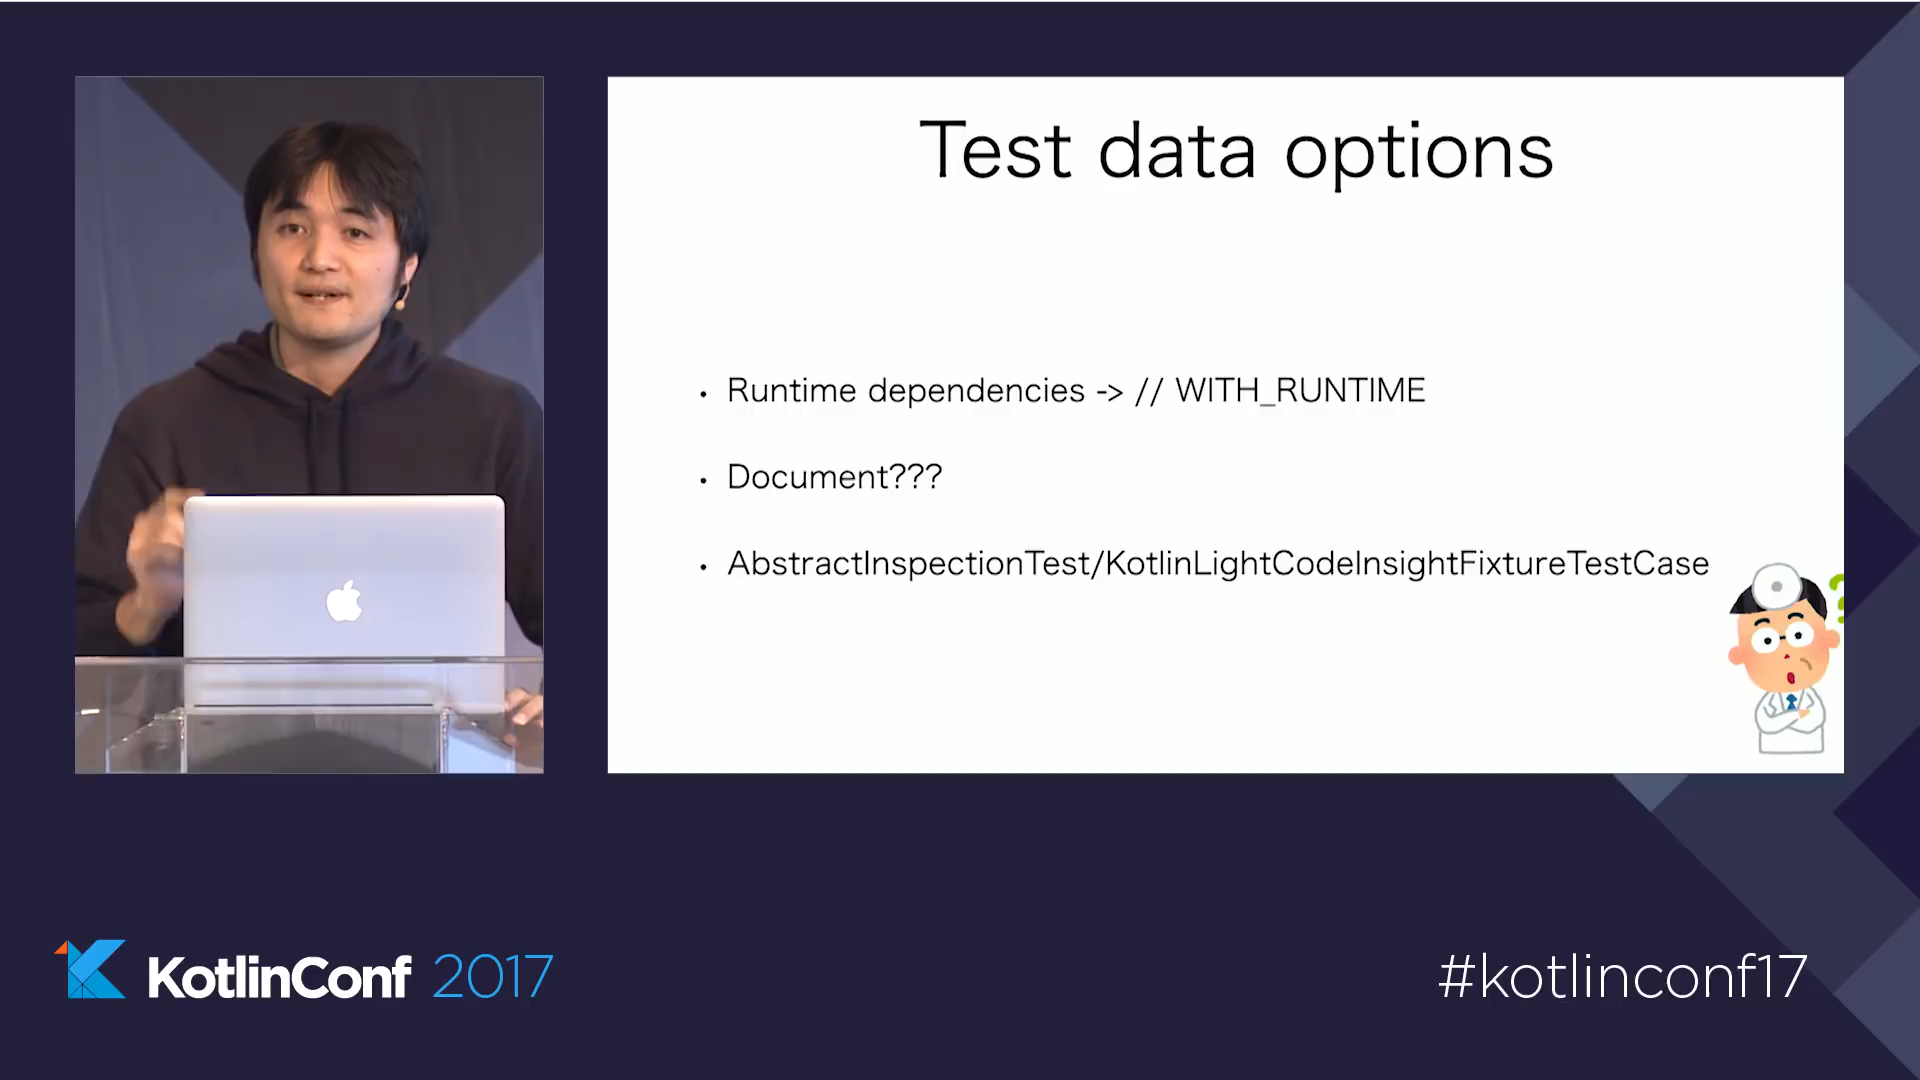 Test data options
• Runtime dependencies -> // WITH_RUNTIME
• Document???
• AbstractInspectionTest/KotlinLightCodeInsightFixtureTestCase
KotlinConf 2017
#kotlinconf17